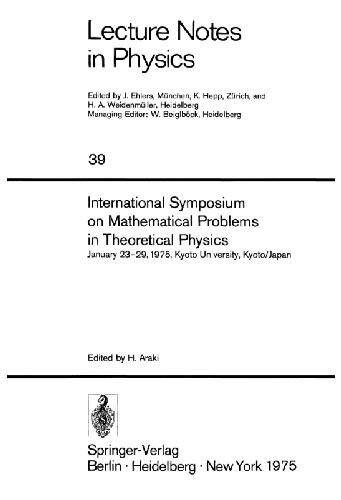 Lecture Notes
in Physics
Edited by J. Ehlers, München, K. Hepp, Zürich, and
H. A. Weidenmüller, Heidelberg
Managing Editor: W. Beiglböck, Heidelberg
39
International Symposium
on Mathematical Problems
in Theoretical Physics
January 23–29, 1975, Kyoto University, Kyoto/Japan
Edited by H. Araki
Springer-Verlag
Berlin · Heidelberg · New York 1975